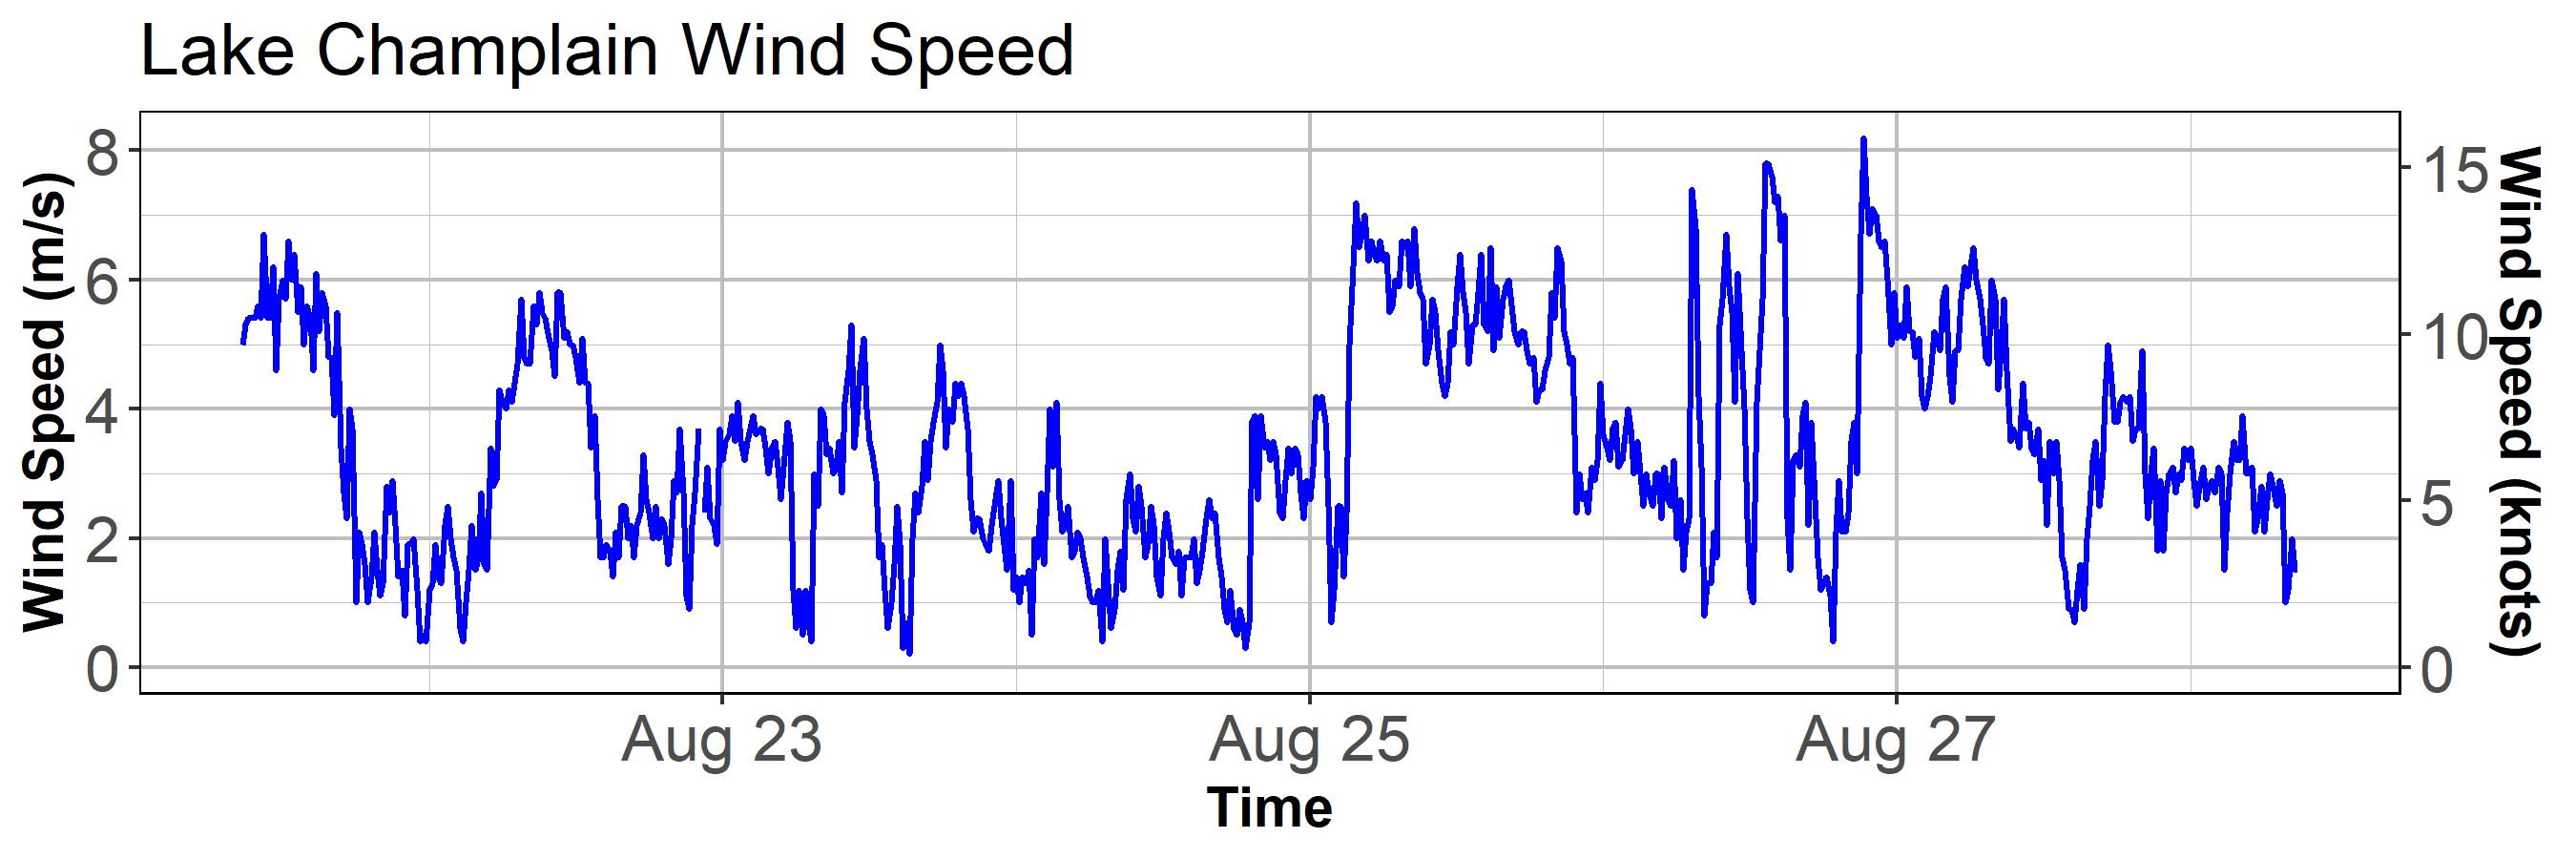 Lake Champlain Wind Speed
Wind Speed (m/s)
8
6
4
2
0
15
10
5
0
Wind Speed (knots)
Aug 23
Aug 25
Aug 27
Time